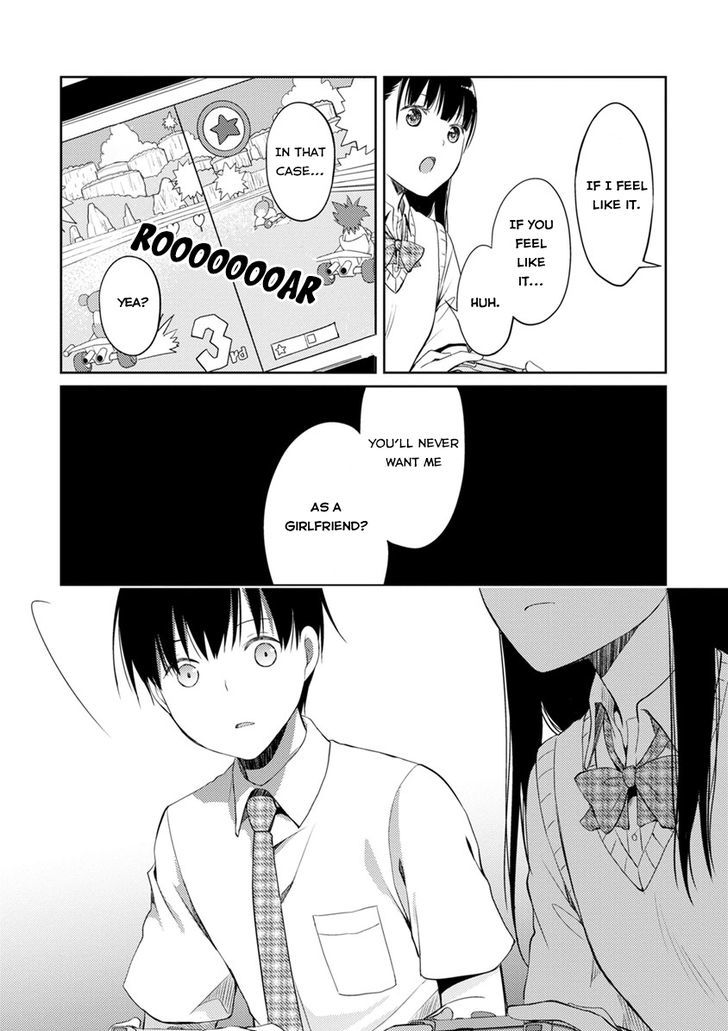 IF I FEEL
LIKE IT.
IF YOU
FEEL
LIKE
IT...
HUH.
IN THAT
CASE...
ROOOOOOOAR
YEA?
3
YOU'LL NEVER
WANT ME
AS A
GIRLFRIEND?